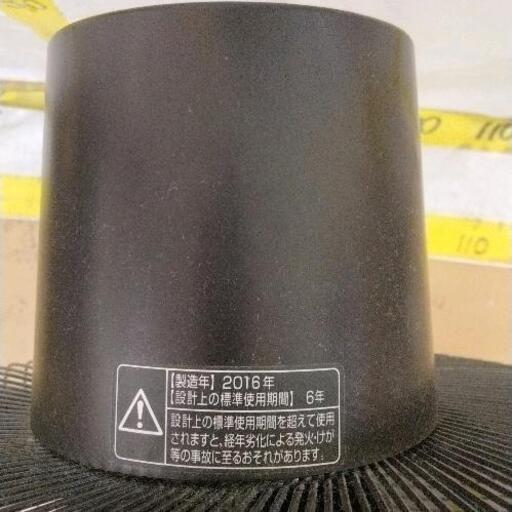 【製造年】2016年
【設計上の標準使用期間】 6年
設計上の標準使用期間を超えて使用
されますと、経年劣化による発火・けが
等の事故に至るおそれがあります。
110
110